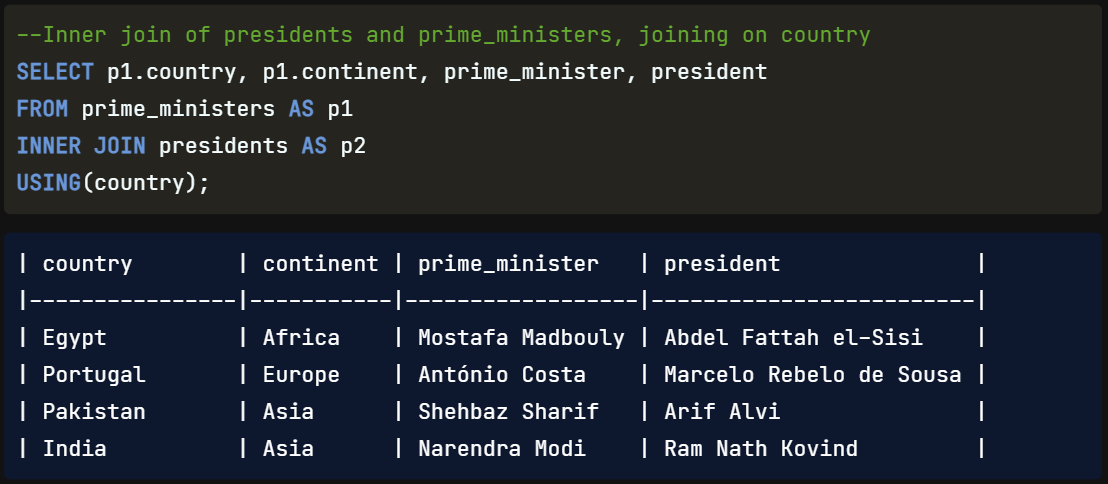 --Inner join of presidents and prime_ministers, joining on country
SELECT p1.country, p1.continent, prime_minister, president
FROM prime_ministers AS p1
INNER JOIN presidents AS p2
USING(country);
| country        | continent | prime_minister   | president               |
|----------------|-----------|------------------|-------------------------|
| Egypt          | Africa    | Mostafa Madbouly | Abdel Fattah el-Sisi    |
| Portugal       | Europe    | António Costa    | Marcelo Rebelo de Sousa |
| Pakistan       | Asia      | Shehbaz Sharif   | Arif Alvi               |
| India          | Asia      | Narendra Modi    | Ram Nath Kovind         |